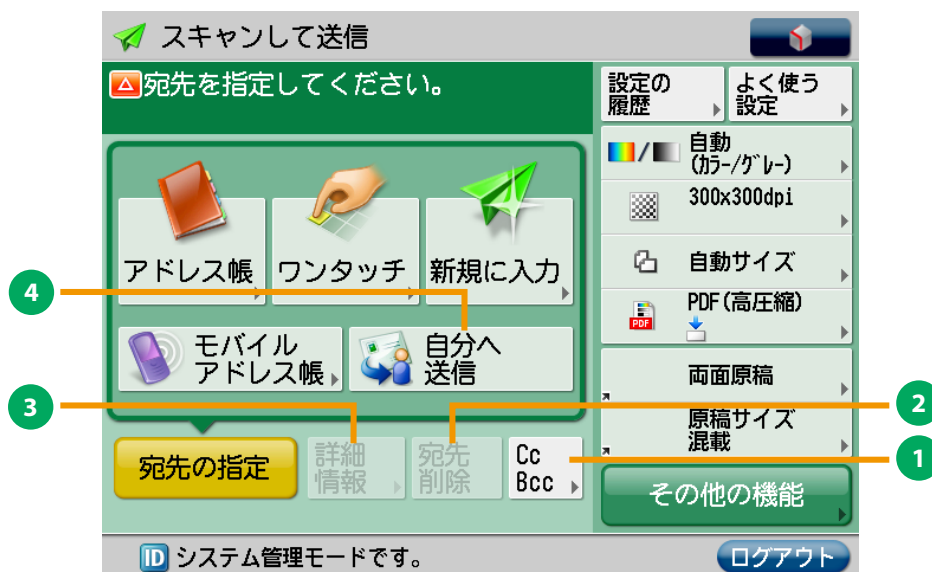 スキャンして送信
宛先を指定してください。
設定の
履歴
よく使う
設定
自動
(ｶﾗｰ/ｸﾞﾚｰ)
300x300dpi
アドレス帳
ワンタッチ
新規に入力
自動サイズ
4
PDF
PDF(高圧縮)
モバイル
アドレス帳
自分へ
送信
両面原稿
3
2
原稿サイズ
混載
宛先の指定
詳細
情報
宛先
削除
Cc
Bcc
1
その他の機能
ID システム管理モードです。
ログアウト